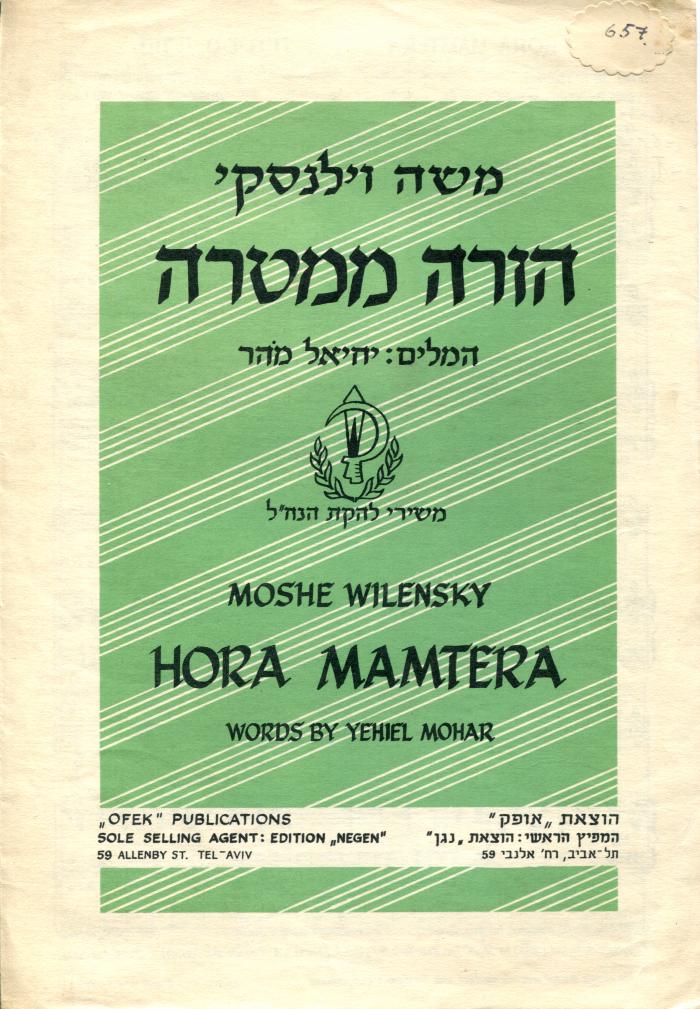 657.
משה וילנסקי
הורה ממטרה
המלים: יחיאל מֹהר
משירי להקת הנח"ל
MOSHE WILENSKY
HORA MAMTERA
WORDS BY YEHIEL MOHAR
„OFEK" PUBLICATIONS
SOLE SELLING AGENT: EDITION „NEGEN"
59 ALLENBY ST. TEL-AVIV
הוצאת „אופק"
המפיץ הראשי: הוצאת „נגן"
תל-אביב, רח' אלנבי 59